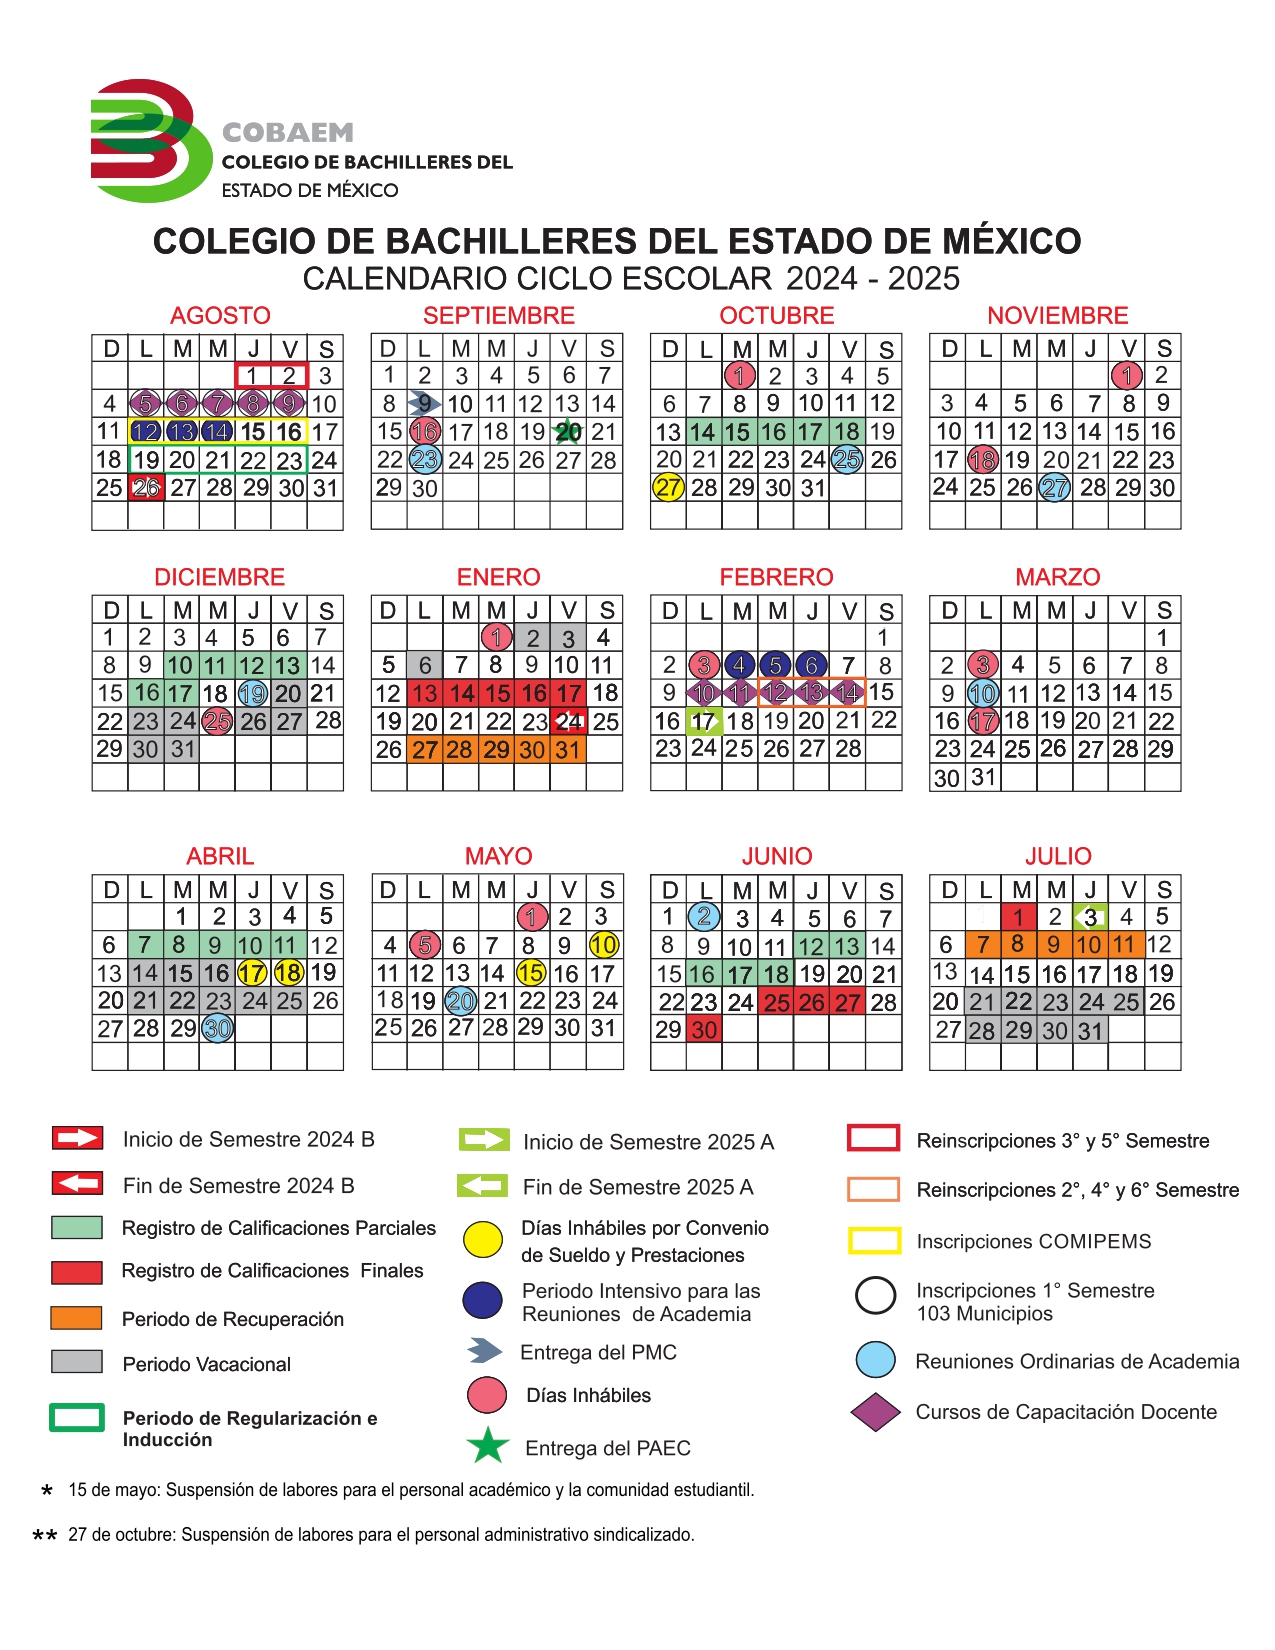 COBAEM
COLEGIO DE BACHILLERES DEL
ESTADO DE MÉXICO
COLEGIO DE BACHILLERES DEL ESTADO DE MÉXICO
CALENDARIO CICLO ESCOLAR 2024 - 2025
AGOSTO
D L M M J V S
1 2 3
4 5 6 7 8 9 10
11 12 13 14 15 16 17
18 19 20 21 22 23 24
25 26 27 28 29 30 31
SEPTIEMBRE
D L M M J V S
1 2 3 4 5 6 7
8 9 10 11 12 13 14
15 16 17 18 19 20 21
22 23 24 25 26 27 28
29 30
OCTUBRE
D L M M J V S
1 2 3 4 5
6 7 8 9 10 11 12
13 14 15 16 17 18 19
20 21 22 23 24 25 26
27 28 29 30 31
NOVIEMBRE
D L M M J V S
1 2
3 4 5 6 7 8 9
10 11 12 13 14 15 16
17 18 19 20 21 22 23
24 25 26 27 28 29 30
DICIEMBRE
D L M M J V S
1 2 3 4 5 6 7
8 9 10 11 12 13 14
15 16 17 18 19 20 21
22 23 24 25 26 27 28
29 30 31
ENERO
D L M M J V S
1 2 3 4
5 6 7 8 9 10 11
12 13 14 15 16 17 18
19 20 21 22 23 24 25
26 27 28 29 30 31
FEBRERO
D L M M J V S
1
2 3 4 5 6 7 8
9 10 11 12 13 14 15
16 17 18 19 20 21 22
23 24 25 26 27 28
MARZO
D L M M J V S
1
2 3 4 5 6 7 8
9 10 11 12 13 14 15
16 17 18 19 20 21 22
23 24 25 26 27 28 29
30 31
ABRIL
D L M M J V S
1 2 3 4 5
6 7 8 9 10 11 12
13 14 15 16 17 18 19
20 21 22 23 24 25 26
27 28 29 30
MAYO
D L M M J V S
1 2 3
4 5 6 7 8 9 10
11 12 13 14 15 16 17
18 19 20 21 22 23 24
25 26 27 28 29 30 31
JUNIO
D L M M J V S
1 2 3 4 5 6 7
8 9 10 11 12 13 14
15 16 17 18 19 20 21
22 23 24 25 26 27 28
29 30
JULIO
D L M M J V S
1 2 3 4 5
6 7 8 9 10 11 12
13 14 15 16 17 18 19
20 21 22 23 24 25 26
27 28 29 30 31
Inicio de Semestre 2024 B
Fin de Semestre 2024 B
Registro de Calificaciones Parciales
Registro de Calificaciones Finales
Periodo de Recuperación
Periodo Vacacional
Periodo de Regularización e
Inducción
Inicio de Semestre 2025 A
Fin de Semestre 2025 A
Días Inhábiles por Convenio
de Sueldo y Prestaciones
Periodo Intensivo para las
Reuniones de Academia
Entrega del PMC
Días Inhábiles
Entrega del PAEC
Reinscripciones 3° y 5° Semestre
Reinscripciones 2°, 4° y 6° Semestre
Inscripciones COMIPEMS
Inscripciones 1° Semestre
103 Municipios
Reuniones Ordinarias de Academia
Cursos de Capacitación Docente
* 15 de mayo: Suspensión de labores para el personal académico y la comunidad estudiantil.
** 27 de octubre: Suspensión de labores para el personal administrativo sindicalizado.